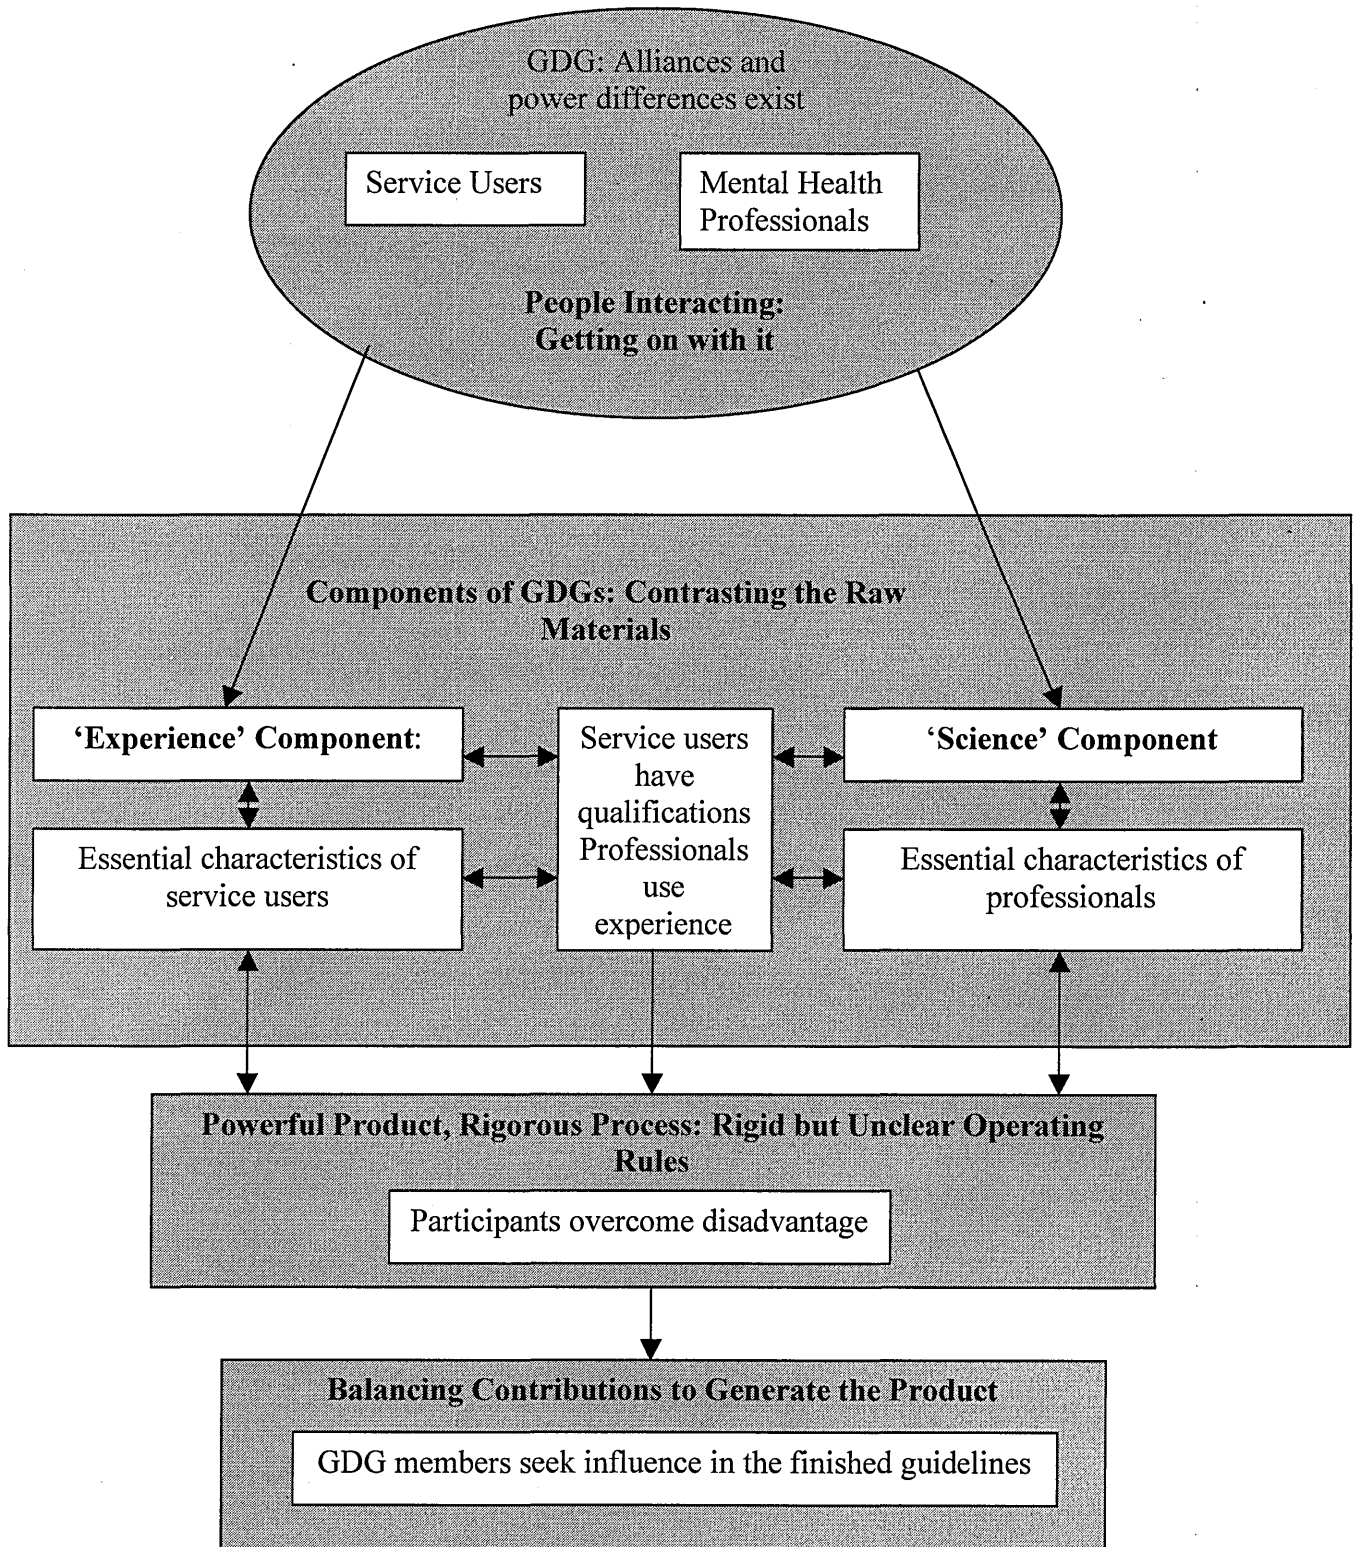 GDG: Alliances and
power differences exist
Service Users
Mental Health
Professionals
People Interacting:
Getting on with it
Components of GDGs: Contrasting the Raw
Materials
‘Experience’ Component:
Service users
have
qualifications
Professionals
use
experience
‘Science’ Component
Essential characteristics of
service users
Essential characteristics of
professionals
Powerful Product, Rigorous Process: Rigid but Unclear Operating
Rules
Participants overcome disadvantage
Balancing Contributions to Generate the Product
GDG members seek influence in the finished guidelines